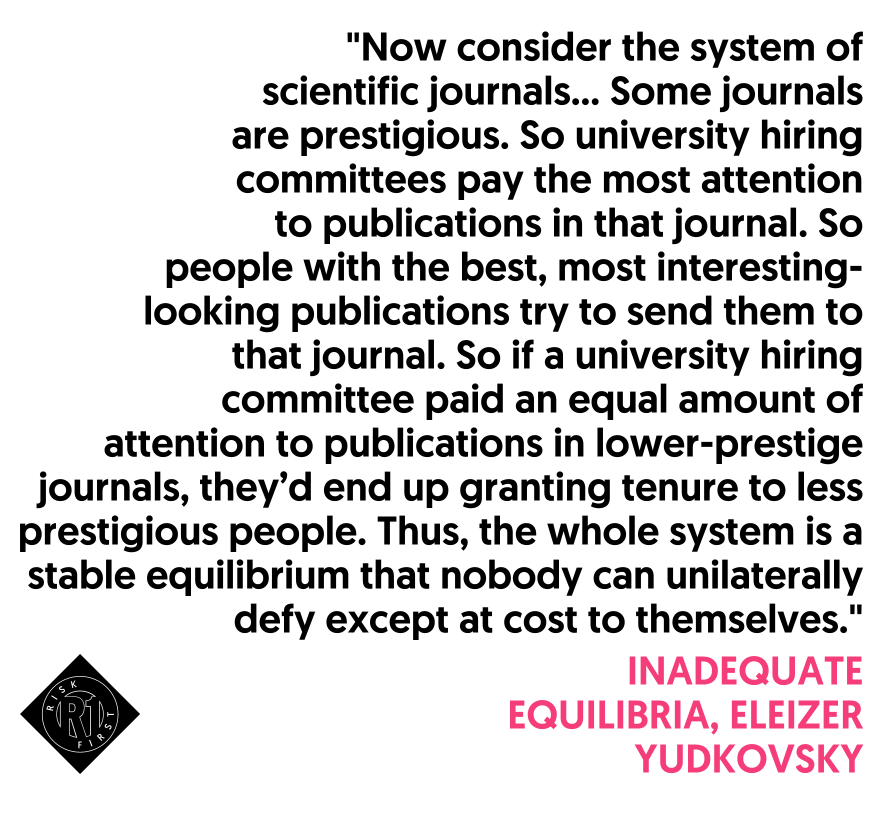 "Now consider the system of
scientific journals... Some journals
are prestigious. So university hiring
committees pay the most attention
to publications in that journal. So
people with the best, most interesting-
looking publications try to send them to
that journal. So if a university hiring
committee paid an equal amount of
attention to publications in lower-prestige
journals, they’d end up granting tenure to less
prestigious people. Thus, the whole system is a
stable equilibrium that nobody can unilaterally
defy except at cost to themselves."
INADEQUATE
EQUILIBRIA, ELEIZER
YUDKOVSKY
RISK
R1
FIRST